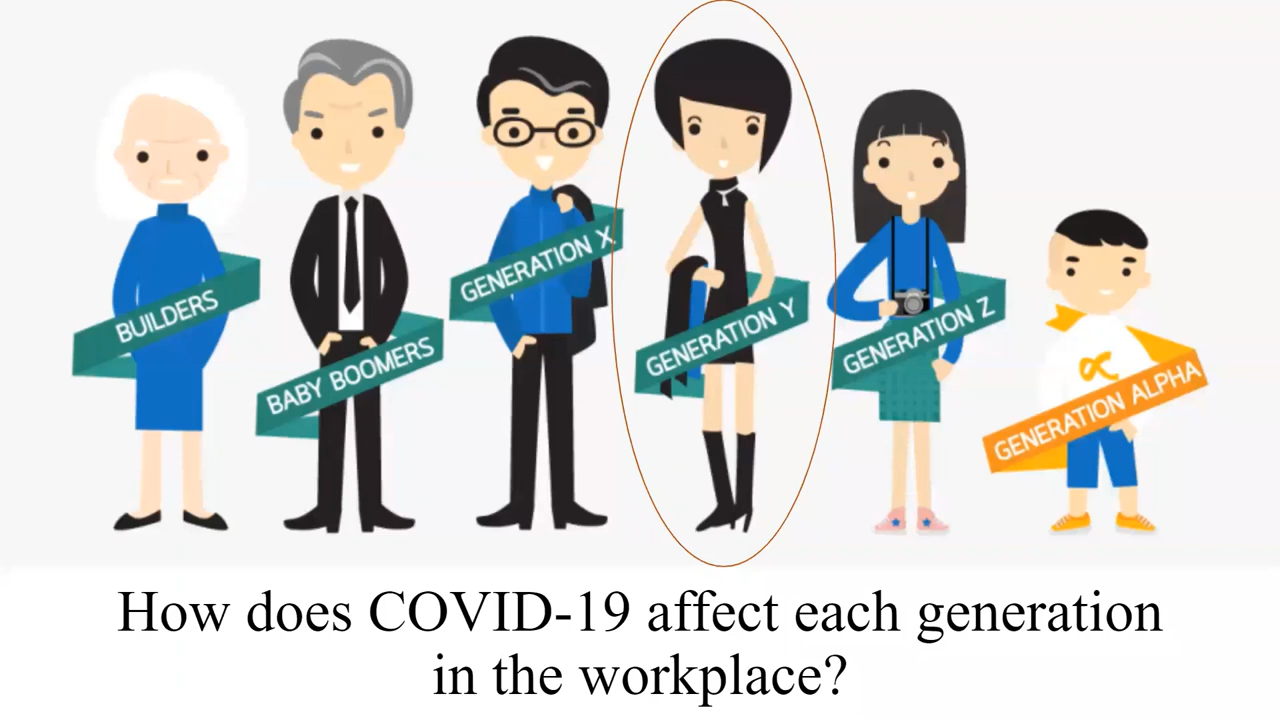 BUILDERS
BABY BOOMERS
GENERATION X
GENERATION Y
GENERATION Z
GENERATION ALPHA
How does COVID-19 affect each generation
in the workplace?